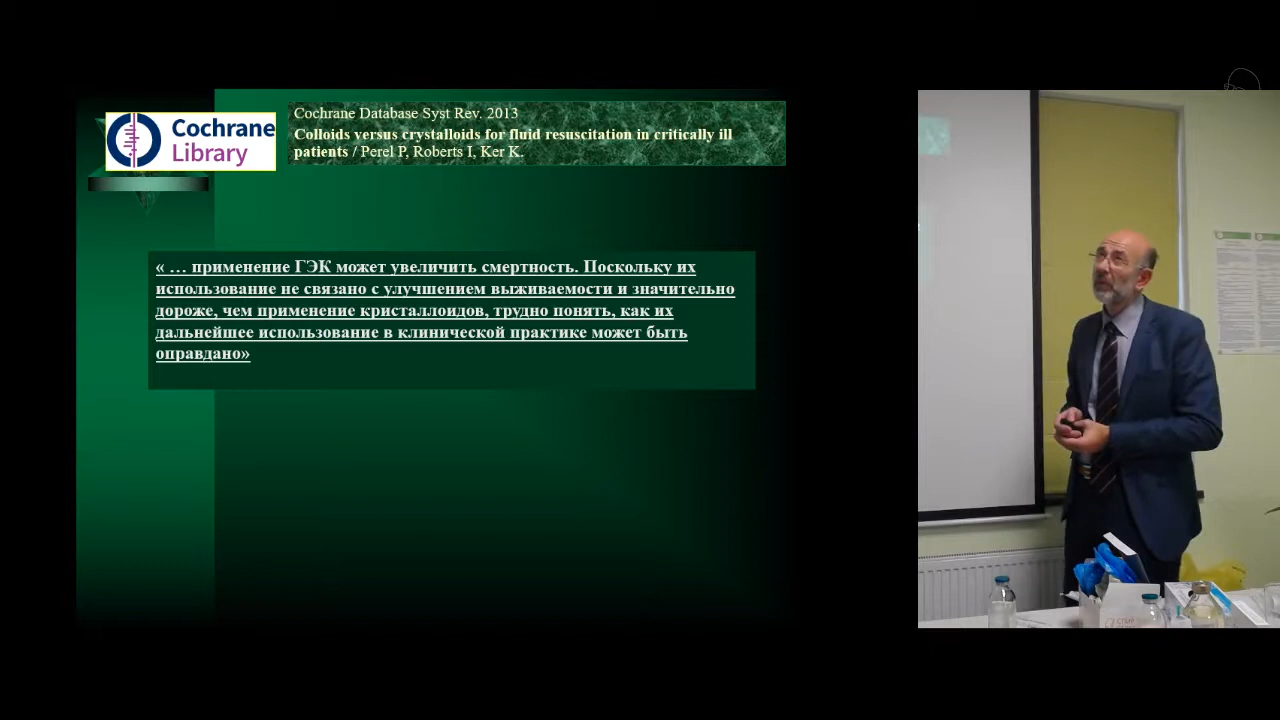 Cochrane
Library
Cochrane Database Syst Rev. 2013
Colloids versus crystalloids for fluid resuscitation in critically ill
patients / Perel P, Roberts I, Ker K.
« … применение ГЭК может увеличить смертность. Поскольку их
использование не связано с улучшением выживаемости и значительно
дороже, чем применение кристаллоидов, трудно понять, как их
дальнейшее использование в клинической практике может быть
оправдано»